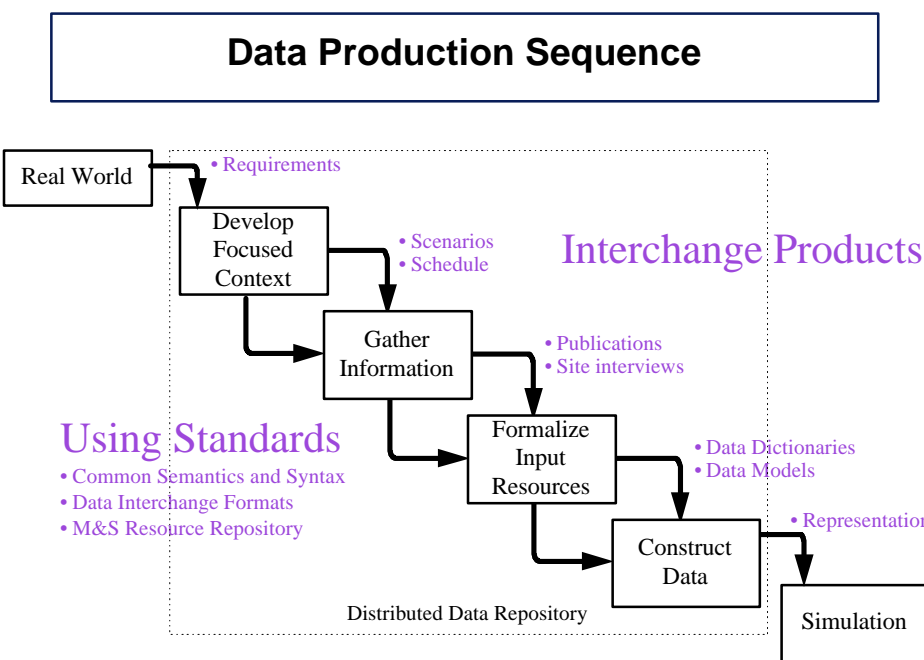 Data Production Sequence
Real World
• Requirements
Develop
Focused
Context
• Scenarios
• Schedule
Interchange Products
Gather
Information
• Publications
• Site interviews
Using Standards
• Common Semantics and Syntax
• Data Interchange Formats
• M&S Resource Repository
Formalize
Input
Resources
• Data Dictionaries
• Data Models
Construct
Data
• Representation
Distributed Data Repository
Simulation